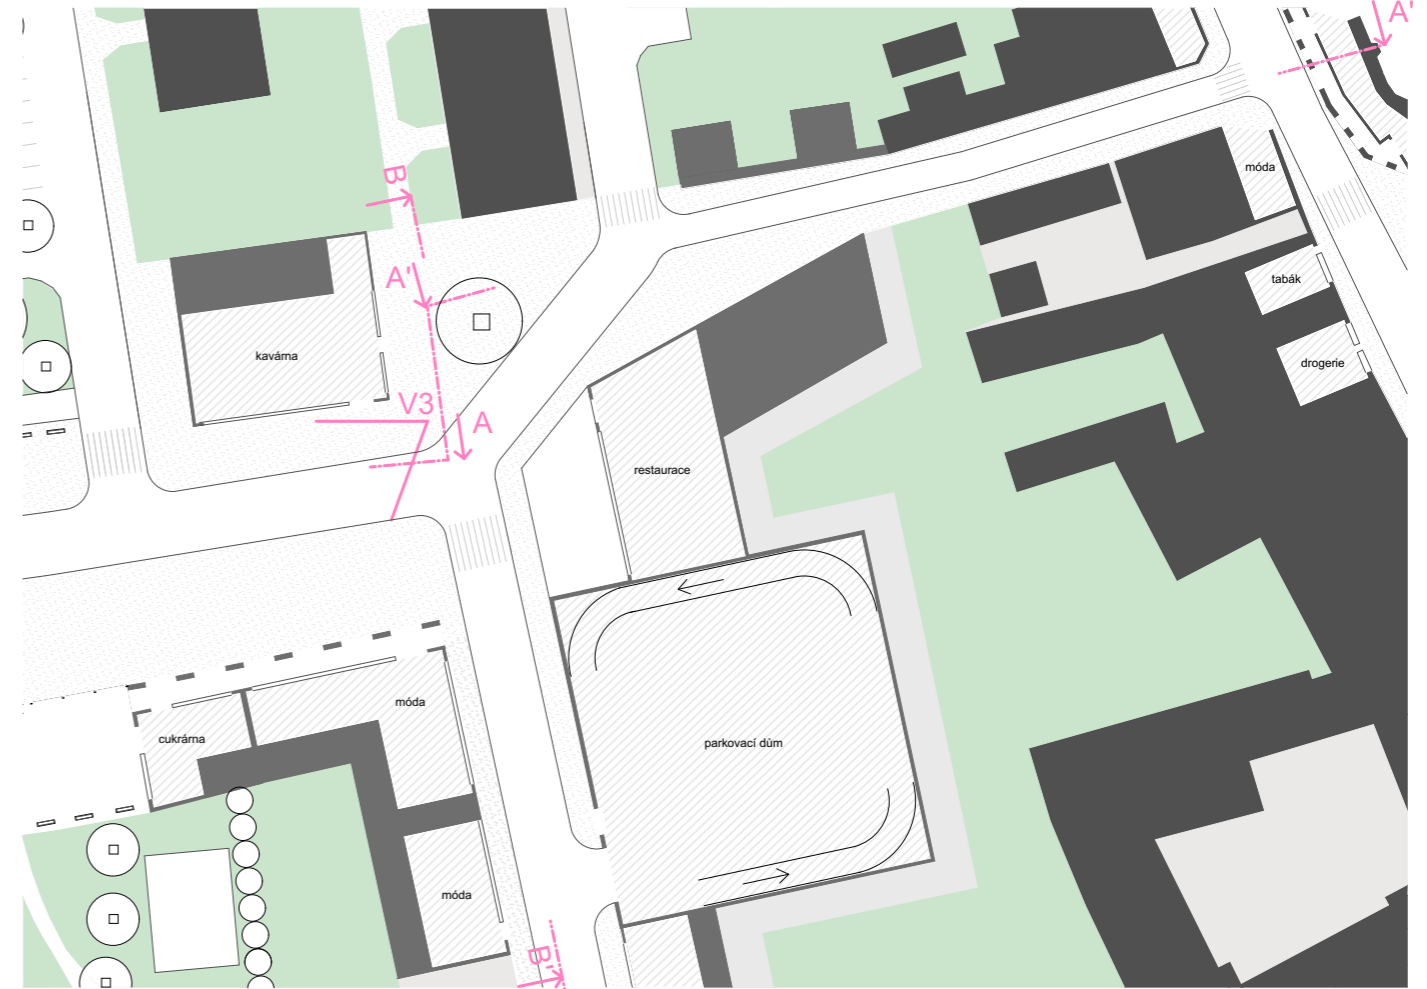 A'
B
móda
A'
tabák
kavárna
drogerie
V3
A
restaurace
móda
cukrárna
parkovací dům
móda
B'